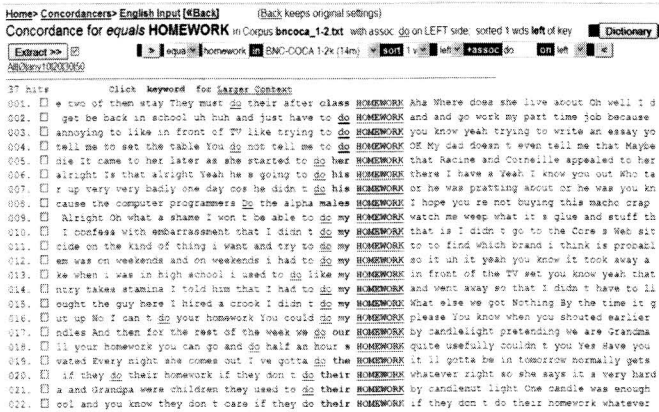 Home> Concordancers> English Input [«Back] (Back keeps original settings)
Concordance for equals HOMEWORK in Corpus bncoca_1-2.txt with assoc do on LEFT side, sorted 1 wds left of key Dictionary
Extract >> > equa homework in BNC-COCA 1-2k (14m) sort 1 w left +assoc do on left <
37 hits Click keyword for Larger Context
001. e two of them stay They must do their after class HOMEWORK Aha Where does she live about Oh well I d
002. get be back in school uh huh and just have to do HOMEWORK and and go work my part time job because
003. annoying to like in front of TV like trying to do HOMEWORK you know yeah trying to write an essay yo
004. tell me to set the table You do not tell me to do HOMEWORK OK My dad doesn t even tell me that Maybe
005. die It came to her later as she started to do her HOMEWORK that Racine and Corneille appealed to her
006. alright Is that alright Yeah He s going to do his HOMEWORK there I have a Yeah I know you out Who ta
007. r up very very badly one day cos he didn t do his HOMEWORK or he was pratting about or he was you kn
008. cause the computer programmers Do the alpha males HOMEWORK I hope you re not buying this macho crap
009. Alright Oh what a shame I won t be able to do my HOMEWORK watch me weep what it s glue and stuff th
010. I confess with embarrassment that I didn t do my HOMEWORK that is I didn t go to the Core s Web sit
011. cide on the kind of thing i want and try to do my HOMEWORK to to find which brand i think is probabl
012. em was on weekends and on weekends i had to do my HOMEWORK so it uh it yeah you know it took away a
013. ke when i was in high school i used to do like my HOMEWORK in front of the TV set you know yeah that
014. ntry takes stamina I told him that I had to do my HOMEWORK and went away so that I didn t have to li
015. ought the guy here I hired a crook I didn t do my HOMEWORK What else we got Nothing By the time it g
016. ut up No I can t do your homework You could do my HOMEWORK please You know when you shouted earlier
017. ndles And then for the rest of the week we do our HOMEWORK by candlelight pretending we are Grandma
018. ll your homework you can go and do half an hour s HOMEWORK quite usefully couldn t you Yes Have you
019. vated Every night she comes out I ve gotta do the HOMEWORK it ll gotta be in tomorrow normally gets
020. if they do their homework if they don t do their HOMEWORK whatever right so she says it s very hard
021. a and Grandpa were children they used to do their HOMEWORK by candlenut light One candle was enough
022. ool and you know they don t care if they do their HOMEWORK if they don t do their homework whatever